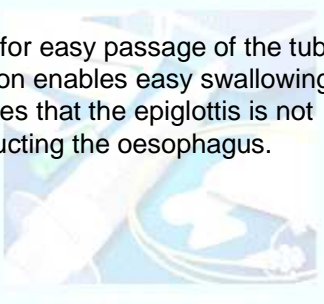 for easy passage of the tub
on enables easy swallowing
es that the epiglottis is not
ucting the oesophagus.